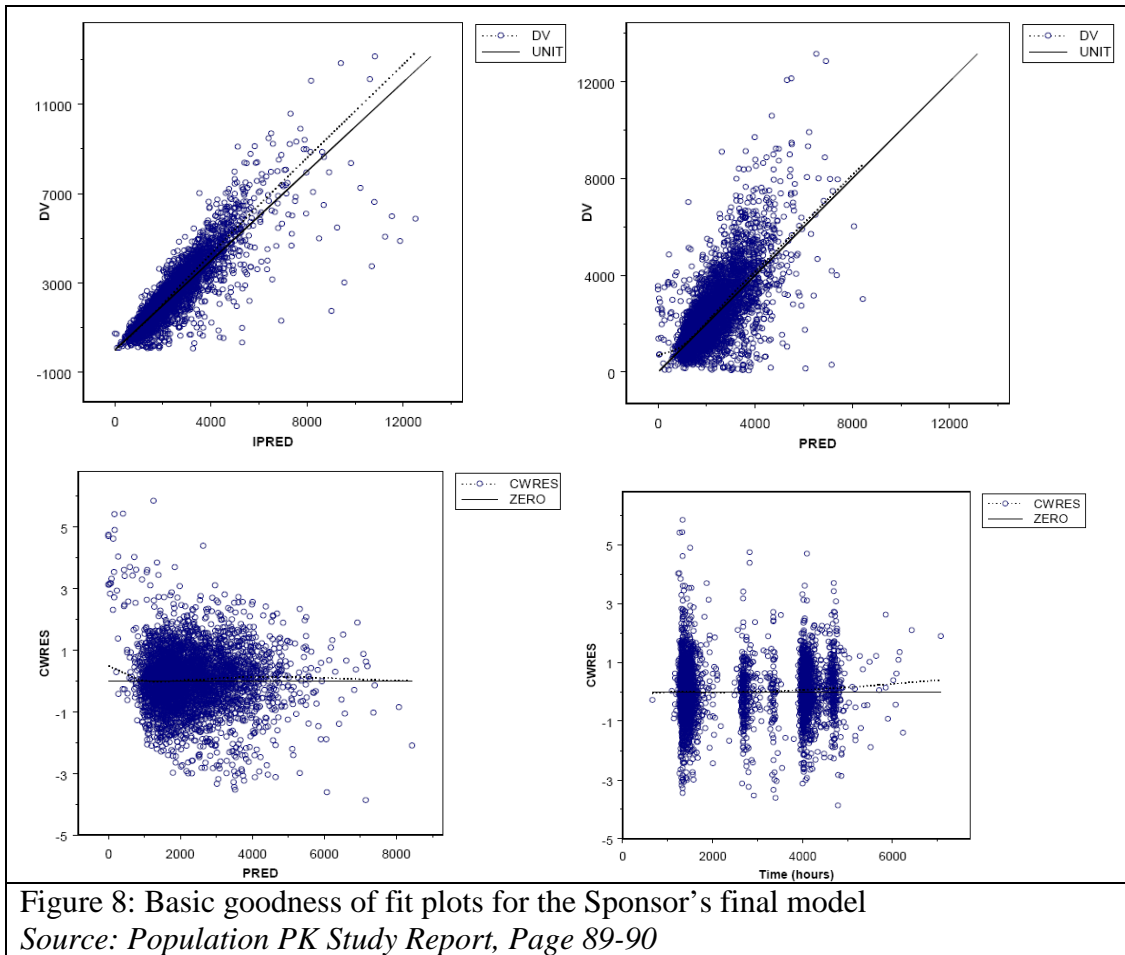 DV
UNIT
11000
7000
3000
-1000
DV
0
4000
8000
12000
IPRED
DV
UNIT
12000
8000
4000
0
DV
0
4000
8000
12000
PRED
CWRES
ZERO
5
3
1
-1
-3
-5
CWRES
0
2000
4000
6000
8000
PRED
CWRES
ZERO
5
3
1
-1
-3
-5
CWRES
0
2000
4000
6000
Time (hours)
Figure 8: Basic goodness of fit plots for the Sponsor's final model
Source: Population PK Study Report, Page 89-90